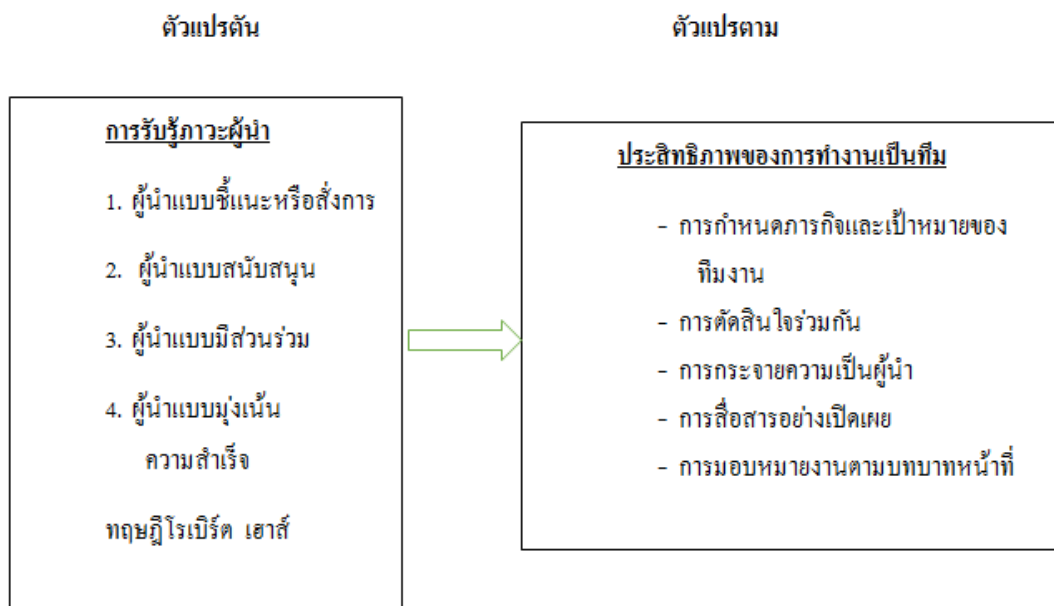 ตัวแปรต้น
ตัวแปรตาม
การรับรู้ภาวะผู้นำ
1. ผู้นำแบบชี้แนะหรือสั่งการ
2. ผู้นำแบบสนับสนุน
3. ผู้นำแบบมีส่วนร่วม
4. ผู้นำแบบมุ่งเน้น
ความสำเร็จ
ทฤษฎีโรเบิร์ต เฮาส์
ประสิทธิภาพของการทำงานเป็นทีม
- การกำหนดภารกิจและเป้าหมายของ
ทีมงาน
- การตัดสินใจร่วมกัน
- การกระจายความเป็นผู้นำ
- การสื่อสารอย่างเปิดเผย
- การมอบหมายงานตามบทบาทหน้าที่